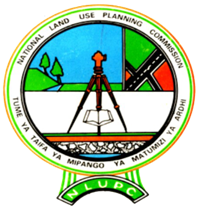 NATIONAL LAND USE PLANNING COMMISSION
TUME YA TAIFA YA MIPANGO YA MATUMIZI YA ARDHI
NLUPC